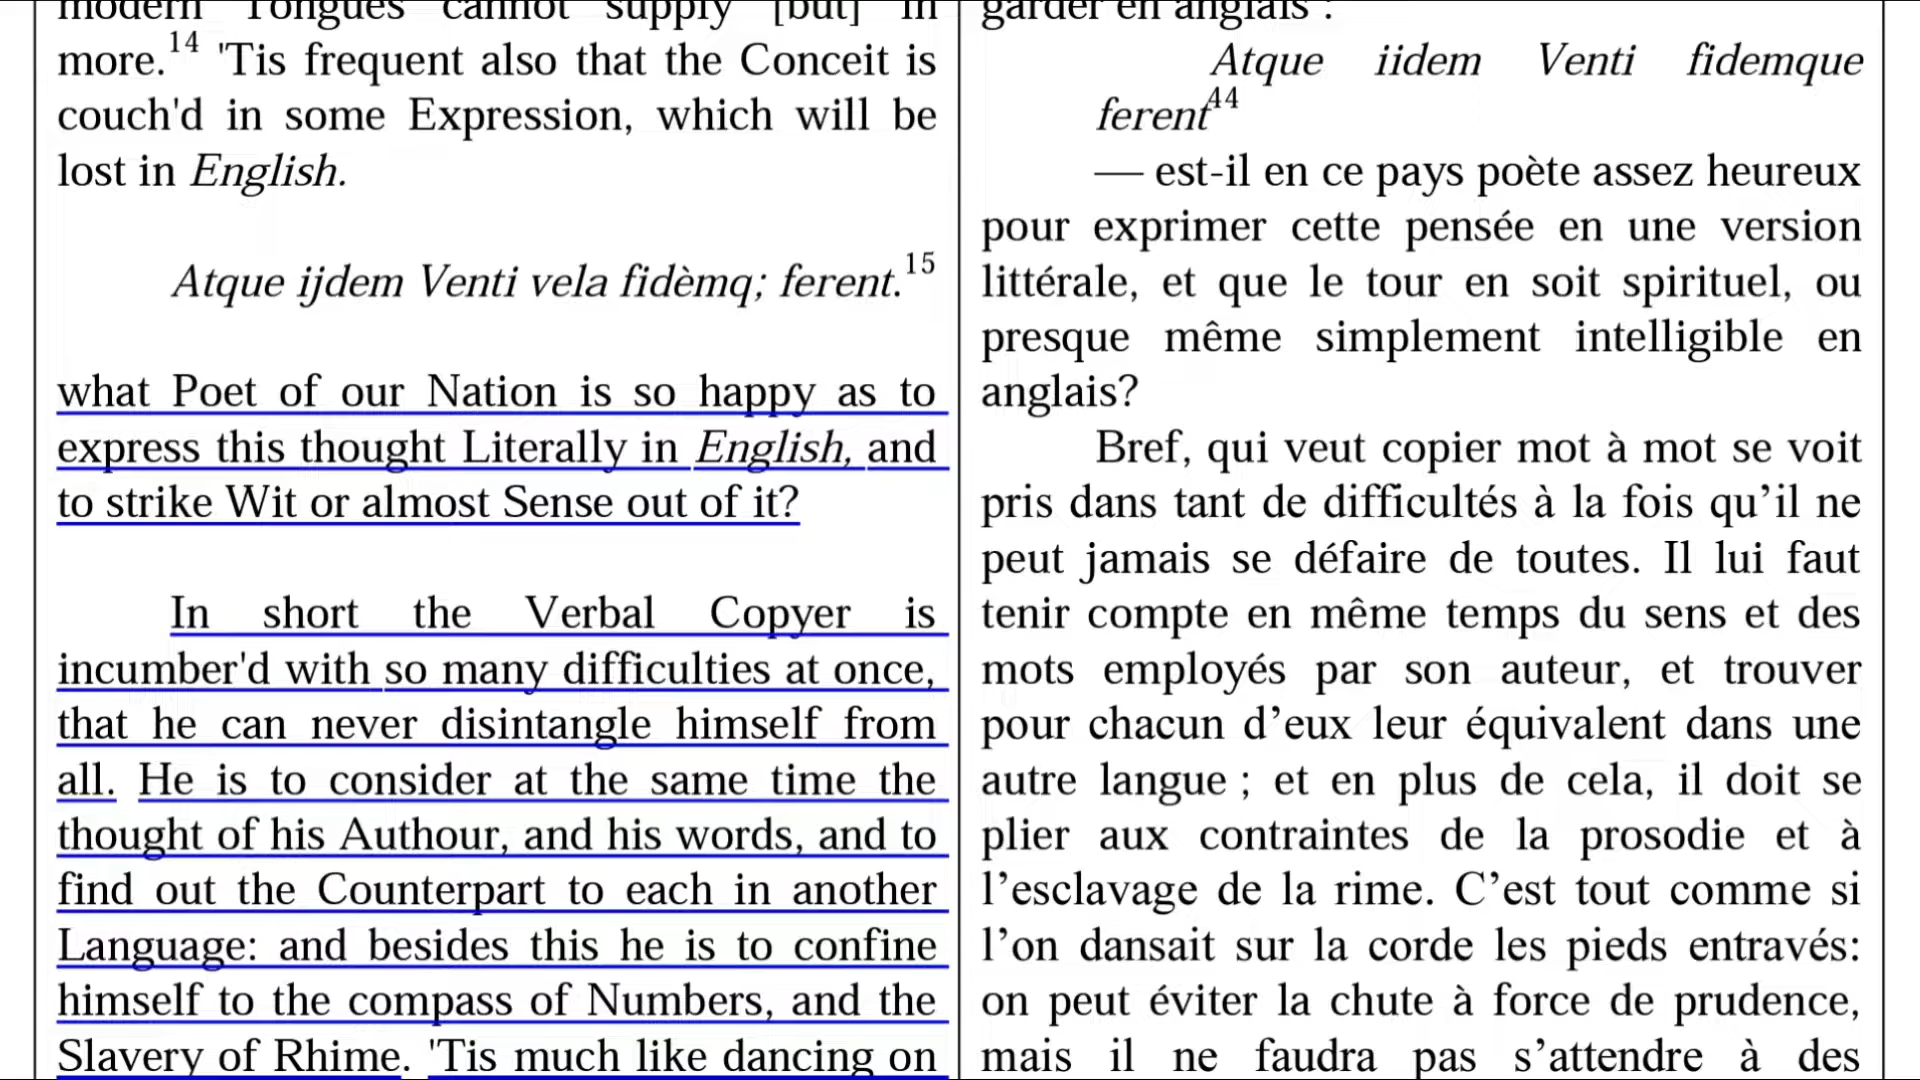 modern Tongues cannot supply [but] in
more.14 'Tis frequent also that the Conceit is
couch'd in some Expression, which will be
lost in English.
Atque ijdem Venti vela fidèmq; ferent.15
what Poet of our Nation is so happy as to
express this thought Literally in English, and
to strike Wit or almost Sense out of it?
In short the Verbal Copyer is
incumber'd with so many difficulties at once,
that he can never disintangle himself from
all. He is to consider at the same time the
thought of his Authour, and his words, and to
find out the Counterpart to each in another
Language: and besides this he is to confine
himself to the compass of Numbers, and the
Slavery of Rhime. 'Tis much like dancing on
garder en anglais :
Atque iidem Venti fidemque
ferent44
— est-il en ce pays poète assez heureux
pour exprimer cette pensée en une version
littérale, et que le tour en soit spirituel, ou
presque même simplement intelligible en
anglais?
Bref, qui veut copier mot à mot se voit
pris dans tant de difficultés à la fois qu’il ne
peut jamais se défaire de toutes. Il lui faut
tenir compte en même temps du sens et des
mots employés par son auteur, et trouver
pour chacun d’eux leur équivalent dans une
autre langue ; et en plus de cela, il doit se
plier aux contraintes de la prosodie et à
l’esclavage de la rime. C’est tout comme si
l’on dansait sur la corde les pieds entravés:
on peut éviter la chute à force de prudence,
mais il ne faudra pas s’attendre à des